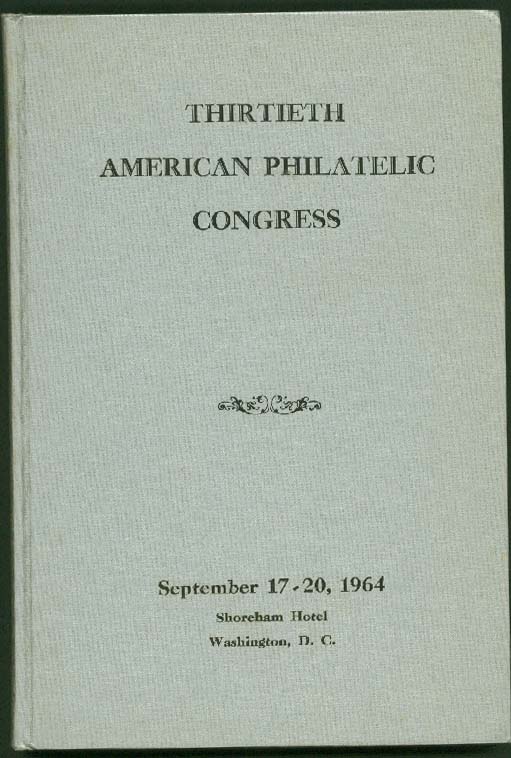 THIRTIETH
AMERICAN PHILATELIC
CONGRESS
September 17-20, 1964
Shoreham Hotel
Washington, D. C.